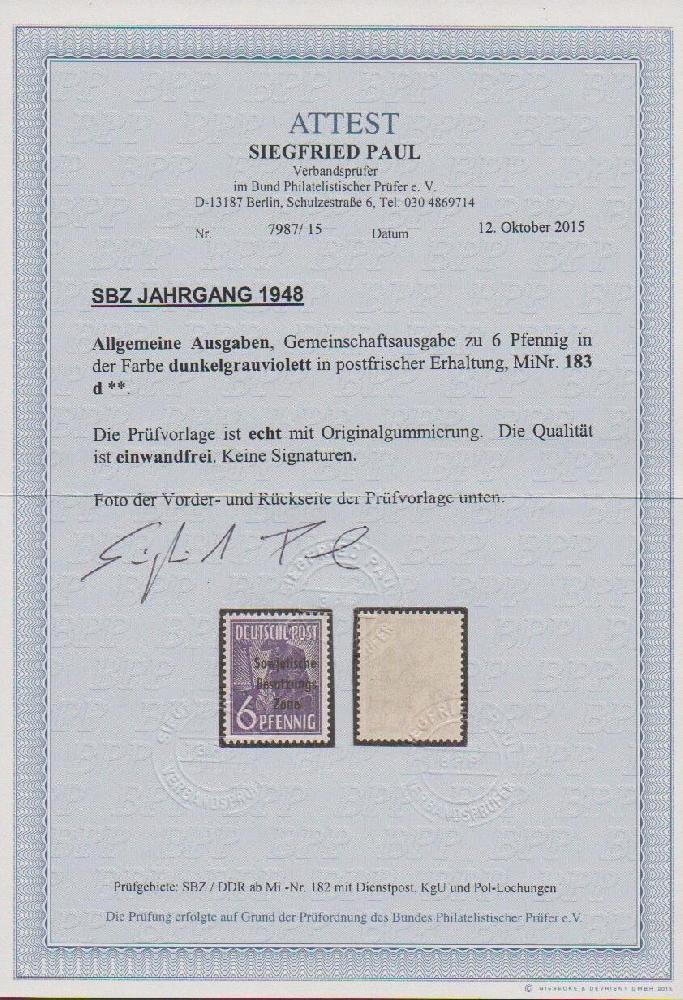 ATTEST
SIEGFRIED PAUL
Verbandsprüfer
im Bund Philatelistischer Prüfer e. V.
D-13187 Berlin, Schulzestraße 6, Tel. 030 4869714
Nr. 7987/ 15 Datum 12. Oktober 2015
SBZ JAHRGANG 1948
Allgemeine Ausgaben, Gemeinschaftsausgabe zu 6 Pfennig in
der Farbe dunkelgrauviolett in postfrischer Erhaltung, MiNr. 183
d **.
Die Prüfvorlage ist echt mit Originalgummierung. Die Qualität
ist einwandfrei. Keine Signaturen.
Foto der Vorder- und Rückseite der Prüfvorlage unten.
SIEGFRIED PAUL
DEUTSCHE POST
Sowjetische
Besatzungs
Zone
6 PFENNIG
VERBANDSPRÜFER
VERBANDSPRÜFER
Prüfgebiete: SBZ / DDR ab Mi.-Nr. 182 mit Dienstpost, KgU und Pol-Lochungen
Die Prüfung erfolgte auf Grund der Prüfordnung des Bundes Philatelistischer Prüfer e.V.